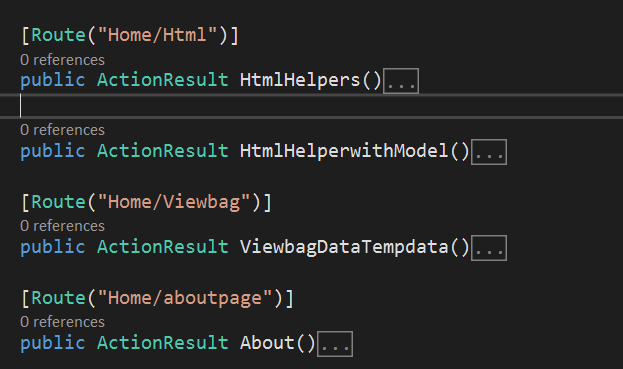 [Route("Home/Html")]
0 references
public ActionResult HtmlHelpers()...
0 references
public ActionResult HtmlHelperwithModel()...
[Route("Home/Viewbag")]
0 references
public ActionResult ViewbagDataTempdata()...
[Route("Home/aboutpage")]
0 references
public ActionResult About()...